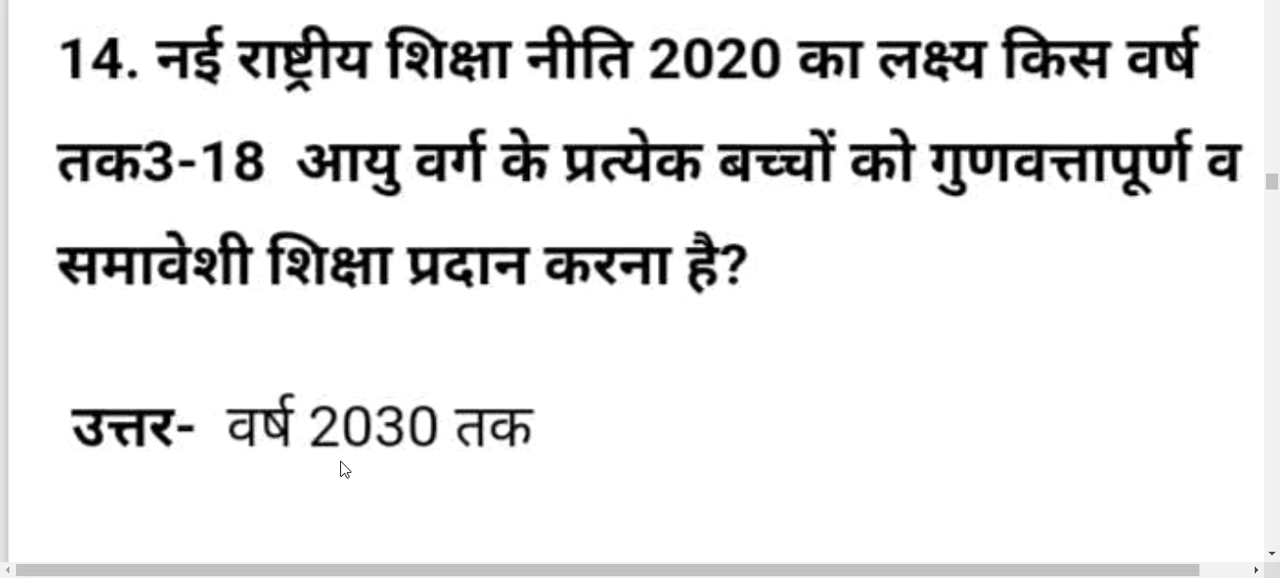 14. नई राष्ट्रीय शिक्षा नीति 2020 का लक्ष्य किस वर्ष
तक3-18 आयु वर्ग के प्रत्येक बच्चों को गुणवत्तापूर्ण व
समावेशी शिक्षा प्रदान करना है?
उत्तर- वर्ष 2030 तक